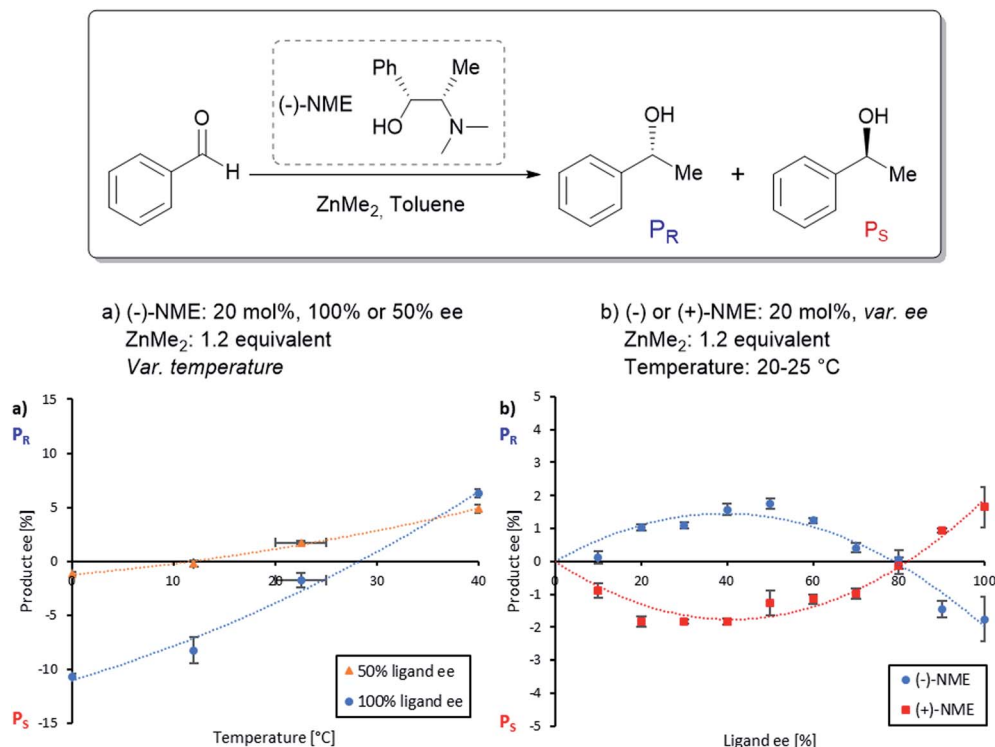 (-)-NME
Ph
Me
HO
N
O
H
ZnMe2, Toluene
OH
Me
PR
+
OH
Me
PS
a) (-)-NME: 20 mol%, 100% or 50% ee
ZnMe2: 1.2 equivalent
Var. temperature
b) (-) or (+)-NME: 20 mol%, var. ee
ZnMe2: 1.2 equivalent
Temperature: 20-25 °C
a)
PR
PS
Product ee [%]
15
10
5
0
-5
-10
-15
0
10
20
30
40
Temperature [°C]
50% ligand ee
100% ligand ee
b)
PR
PS
Product ee [%]
5
4
3
2
1
0
-1
-2
-3
-4
-5
0
20
40
60
80
100
Ligand ee [%]
(-)-NME
(+)-NME